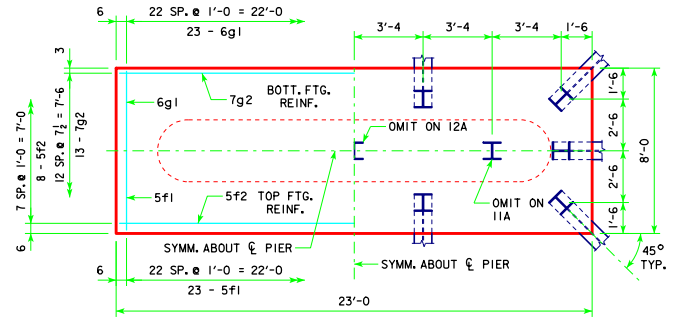 6
22 SP. @ 1'-0 = 22'-0
23 - 6g1
3'-4
3'-4
1'-6
3
6g1
7g2
BOTT. FTG.
REINF.
OMIT ON 12A
1'-6
2'-6
8'-0
2'-6
1'-6
7 SP. @ 1'-0 = 7'-0
8 - 5f2
12 SP. @ 7 1/2 = 7'-6
13 - 7g2
5f1
5f2
TOP FTG.
REINF.
OMIT ON
11A
6
SYMM. ABOUT ℄ PIER
SYMM. ABOUT ℄ PIER
45°
TYP.
6
22 SP. @ 1'-0 = 22'-0
23 - 5f1
23'-0